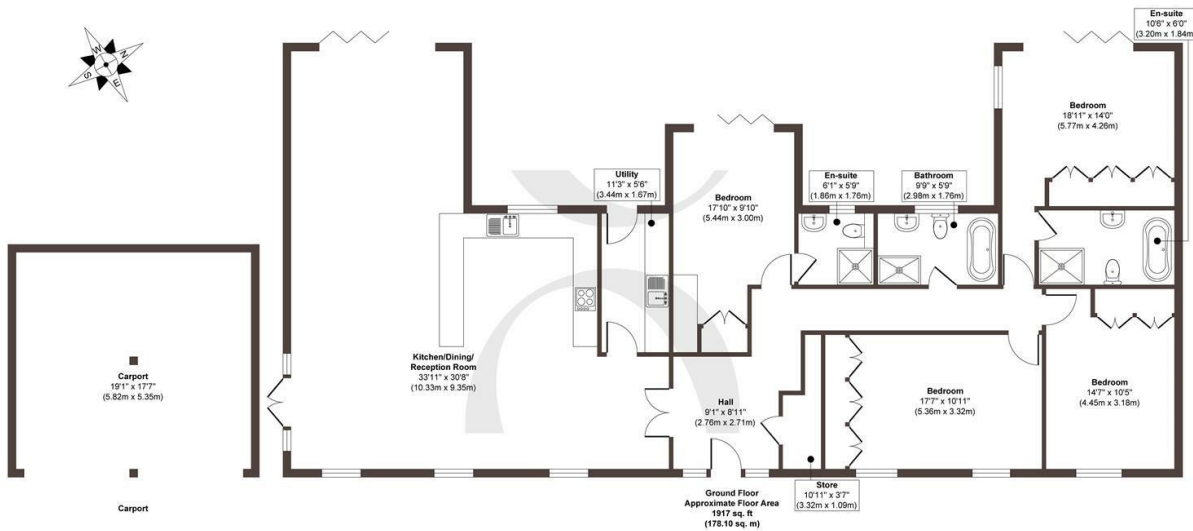 N
E
S
W
En-suite
10'6" x 6'0"
(3.20m x 1.84m)
Bedroom
18'11" x 14'0"
(5.77m x 4.26m)
Utility
11'3" x 5'6"
(3.44m x 1.67m)
En-suite
6'1" x 5'9"
(1.86m x 1.76m)
Bathroom
9'9" x 5'9"
(2.98m x 1.76m)
Bedroom
17'10" x 9'10"
(5.44m x 3.00m)
Kitchen/Dining/
Reception Room
33'11" x 30'8"
(10.33m x 9.35m)
Carport
19'1" x 17'7"
(5.82m x 5.35m)
Hall
9'1" x 8'11"
(2.76m x 2.71m)
Bedroom
17'7" x 10'11"
(5.36m x 3.32m)
Bedroom
14'7" x 10'5"
(4.45m x 3.18m)
Store
10'11" x 3'7"
(3.32m x 1.09m)
Carport
Ground Floor
Approximate Floor Area
1917 sq. ft
(178.10 sq. m)